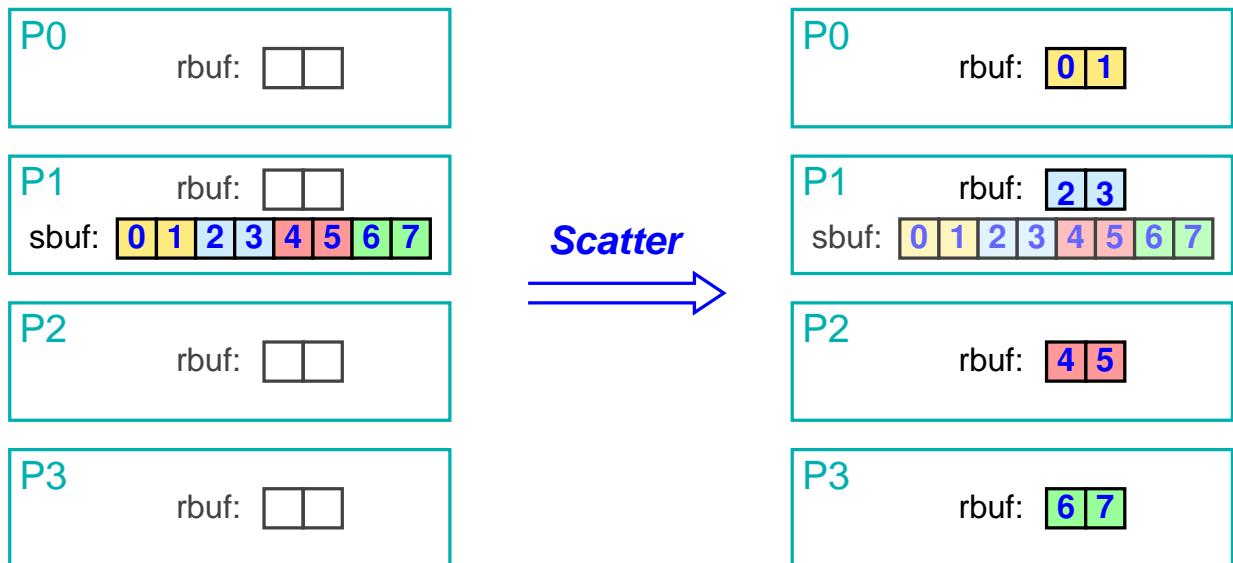 P0
rbuf:
P1
rbuf:
sbuf: 0 1 2 3 4 5 6 7
P2
rbuf:
P3
rbuf:
Scatter
P0
rbuf: 0 1
P1
rbuf: 2 3
sbuf: 0 1 2 3 4 5 6 7
P2
rbuf: 4 5
P3
rbuf: 6 7